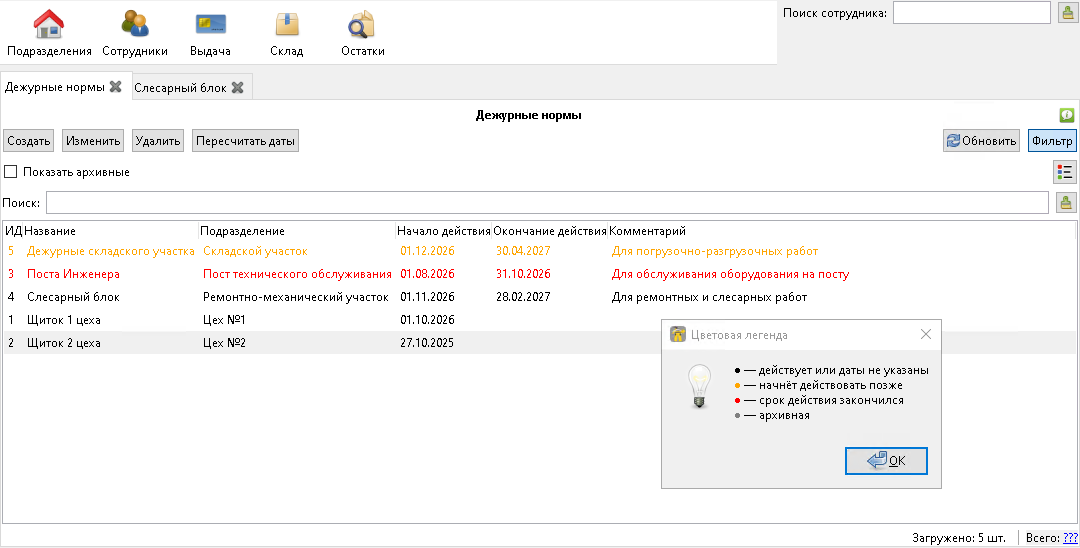 Подразделения Сотрудники Выдача Склад Остатки
Поиск сотрудника:
Дежурные нормы Слесарный блок
Дежурные нормы
Создать Изменить Удалить Пересчитать даты Обновить Фильтр
Показать архивные
Поиск:
ИД Название Подразделение Начало действия Окончание действия Комментарий
5 Дежурные складского участка Складской участок 01.12.2026 30.04.2027 Для погрузочно-разгрузочных работ
3 Поста Инженера Пост технического обслуживания 01.08.2026 31.10.2026 Для обслуживания оборудования на посту
4 Слесарный блок Ремонтно-механический участок 01.11.2026 28.02.2027 Для ремонтных и слесарных работ
1 Щиток 1 цеха Цех №1 01.10.2026
2 Щиток 2 цеха Цех №2 27.10.2025
Цветовая легенда
● — действует или даты не указаны
● — начнёт действовать позже
● — срок действия закончился
● — архивная
OK
Загружено: 5 шт. Всего: ???